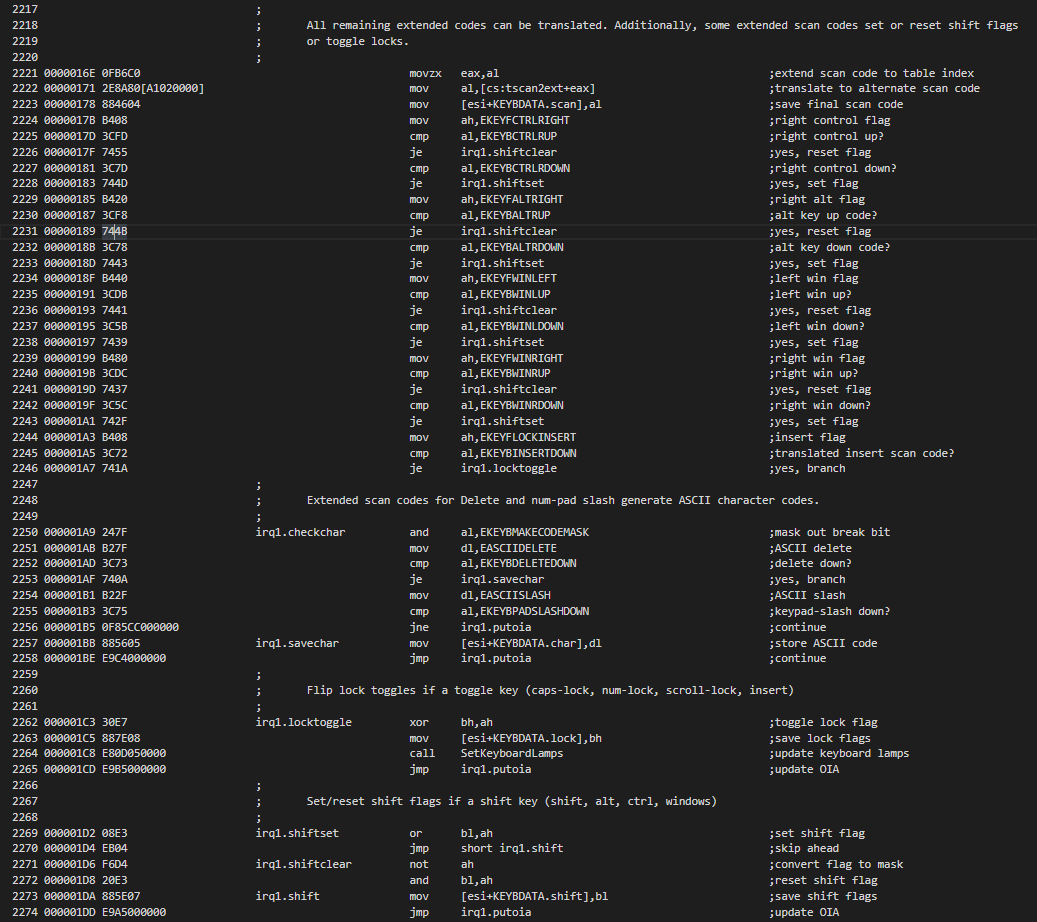 2217 ;
2218 ; All remaining extended codes can be translated. Additionally, some extended scan codes set or reset shift flags
2219 ; or toggle locks.
2220 ;
2221 0000016E 0FB6C0 movzx eax,al ;extend scan code to table index
2222 00000171 2E8A80[A1020000] mov al,[cs:tscan2ext+eax] ;translate to alternate scan code
2223 00000178 884604 mov [esi+KEYBDATA.scan],al ;save final scan code
2224 0000017B B408 mov ah,EKEYFCTRLRIGHT ;right control flag
2225 0000017D 3CFD cmp al,EKEYBCTRLRUP ;right control up?
2226 0000017F 7455 je irq1.shiftclear ;yes, reset flag
2227 00000181 3C7D cmp al,EKEYBCTRLRDOWN ;right control down?
2228 00000183 744D je irq1.shiftset ;yes, set flag
2229 00000185 B420 mov ah,EKEYFALTRIGHT ;right alt flag
2230 00000187 3CF8 cmp al,EKEYBALTRUP ;alt key up code?
2231 00000189 744B je irq1.shiftclear ;yes, reset flag
2232 0000018B 3C78 cmp al,EKEYBALTRDOWN ;alt key down code?
2233 0000018D 7443 je irq1.shiftset ;yes, set flag
2234 0000018F B440 mov ah,EKEYFWINLEFT ;left win flag
2235 00000191 3CDB cmp al,EKEYBWINLUP ;left win up?
2236 00000193 7441 je irq1.shiftclear ;yes, reset flag
2237 00000195 3C5B cmp al,EKEYBWINLDOWN ;left win down?
2238 00000197 7439 je irq1.shiftset ;yes, set flag
2239 00000199 B480 mov ah,EKEYFWINRIGHT ;right win flag
2240 0000019B 3CDC cmp al,EKEYBWINRUP ;right win up?
2241 0000019D 7437 je irq1.shiftclear ;yes, reset flag
2242 0000019F 3C5C cmp al,EKEYBWINRDOWN ;right win down?
2243 000001A1 742F je irq1.shiftset ;yes, set flag
2244 000001A3 B408 mov ah,EKEYFLOCKINSERT ;insert flag
2245 000001A5 3C72 cmp al,EKEYBINSERTDOWN ;translated insert scan code?
2246 000001A7 741A je irq1.locktoggle ;yes, branch
2247 ;
2248 ; Extended scan codes for Delete and num-pad slash generate ASCII character codes.
2249 ;
2250 000001A9 247F irq1.checkchar and al,EKEYBMAKECODEMASK ;mask out break bit
2251 000001AB B27F mov dl,EASCIIDELETE ;ASCII delete
2252 000001AD 3C73 cmp al,EKEYBDELETEDOWN ;delete down?
2253 000001AF 740A je irq1.savechar ;yes, branch
2254 000001B1 B22F mov dl,EASCIISLASH ;ASCII slash
2255 000001B3 3C75 cmp al,EKEYBPADSLASHDOWN ;keypad-slash down?
2256 000001B5 0F85CC000000 jne irq1.putoia ;continue
2257 000001BB 885605 irq1.savechar mov [esi+KEYBDATA.char],dl ;store ASCII code
2258 000001BE E9C4000000 jmp irq1.putoia ;continue
2259 ;
2260 ; Flip lock toggles if a toggle key (caps-lock, num-lock, scroll-lock, insert)
2261 ;
2262 000001C3 30E7 irq1.locktoggle xor bh,ah ;toggle lock flag
2263 000001C5 887E08 mov [esi+KEYBDATA.lock],bh ;save lock flags
2264 000001C8 E80D050000 call SetKeyboardLamps ;update keyboard lamps
2265 000001CD E9B5000000 jmp irq1.putoia ;update OIA
2266 ;
2267 ; Set/reset shift flags if a shift key (shift, alt, ctrl, windows)
2268 ;
2269 000001D2 08E3 irq1.shiftset or bl,ah ;set shift flag
2270 000001D4 EB04 jmp short irq1.shift ;skip ahead
2271 000001D6 F6D4 irq1.shiftclear not ah ;convert flag to mask
2272 000001D8 20E3 and bl,ah ;reset shift flag
2273 000001DA 885E07 irq1.shift mov [esi+KEYBDATA.shift],bl ;save shift flags
2274 000001DD E9A5000000 jmp irq1.putoia ;update OIA